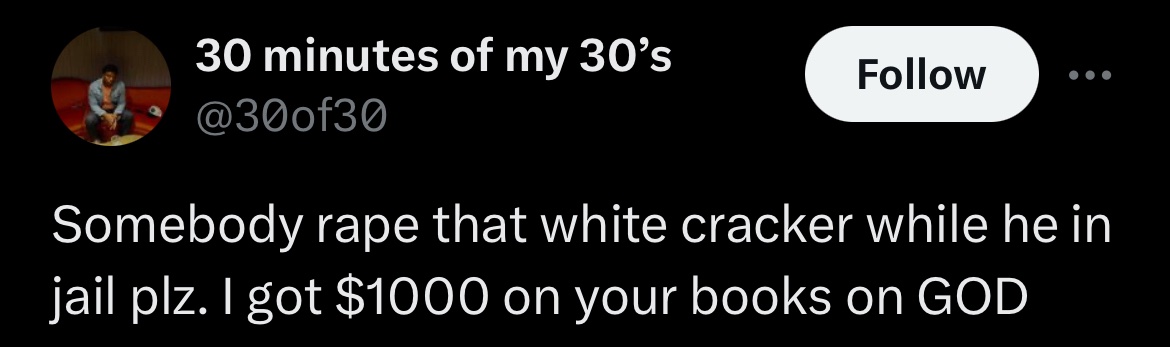 30 minutes of my 30’s
@30of30
Follow
Somebody rape that white cracker while he in
jail plz. I got $1000 on your books on GOD